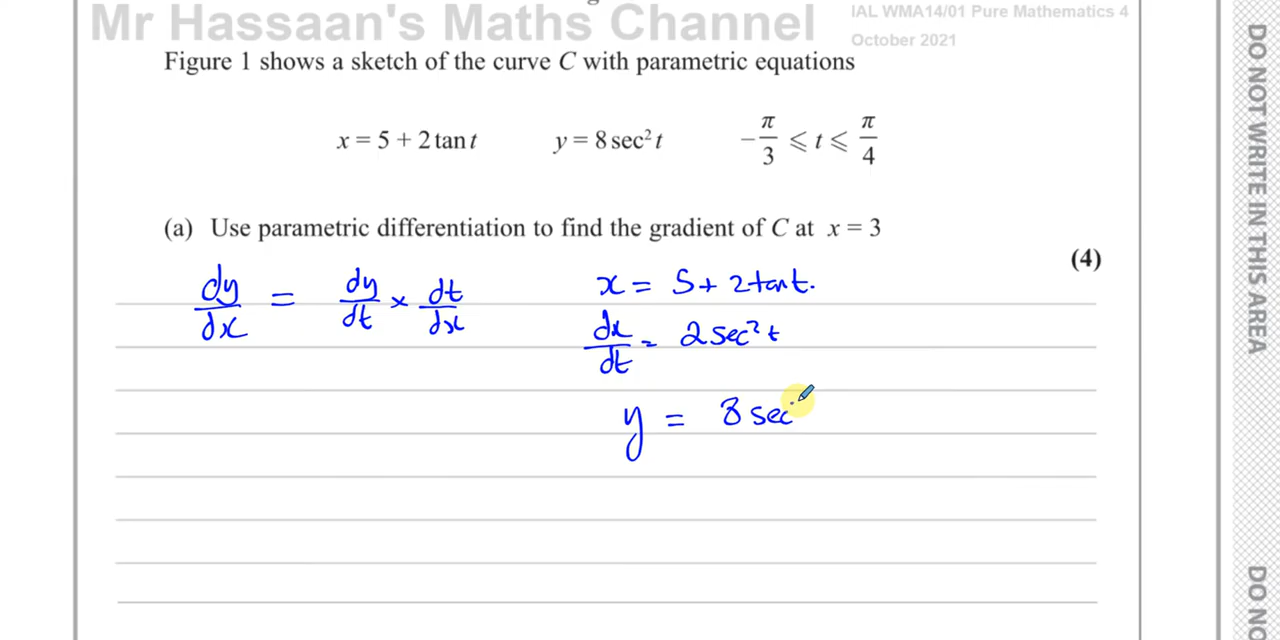 Mr Hassaan's Maths Channel
IAL WMA14/01 Pure Mathematics 4
October 2021
Figure 1 shows a sketch of the curve C with parametric equations
x = 5 + 2 tan t    y = 8 sec² t    −π/3 ⩽ t ⩽ π/4
(a) Use parametric differentiation to find the gradient of C at x = 3
(4)
dy/dx = dy/dt × dt/dx
x = 5 + 2tan t.
dx/dt = 2 sec² t
y = 8 sec
DO NOT WRITE IN THIS AREA
DO NO